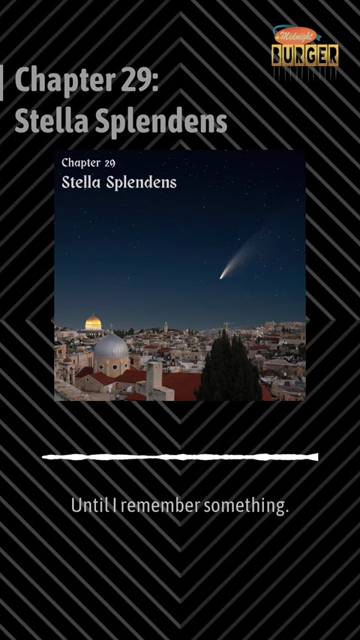 Midnight
BURGER
Chapter 29:
Stella Splendens
Chapter 29
Stella Splendens
Until I remember something.